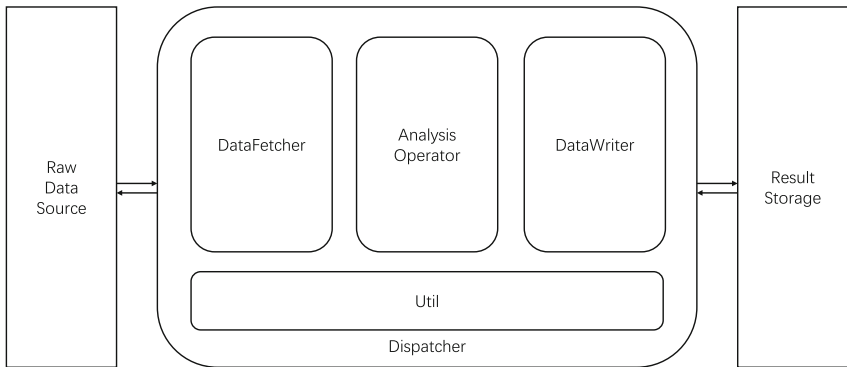 Raw
Data
Source
DataFetcher
Analysis
Operator
DataWriter
Util
Dispatcher
Result
Storage